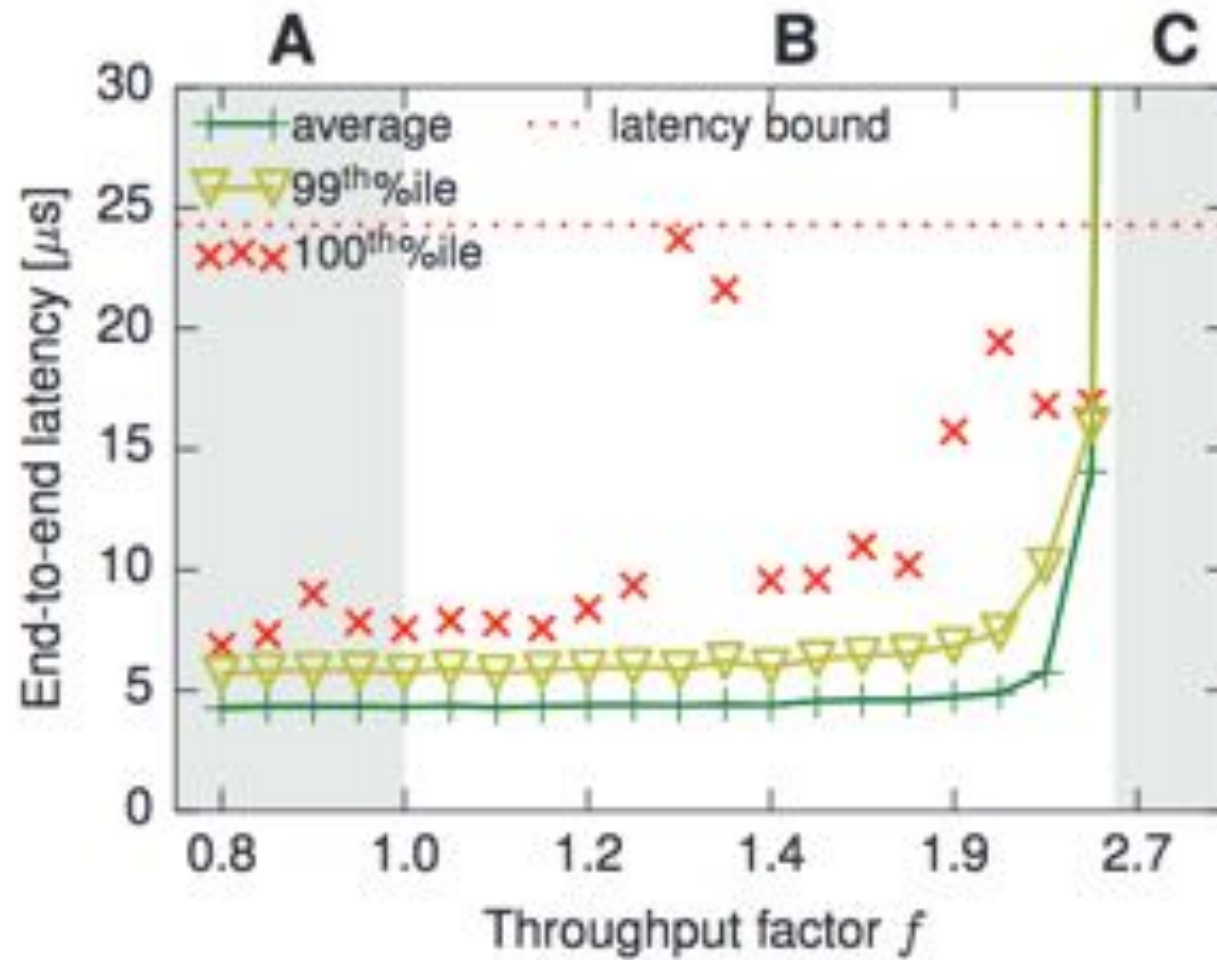 A B C
30
average latency bound
99th%ile
25
100th%ile
20
15
10
5
0
End-to-end latency [μs]
0.8 1.0 1.2 1.4 1.9 2.7
Throughput factor f